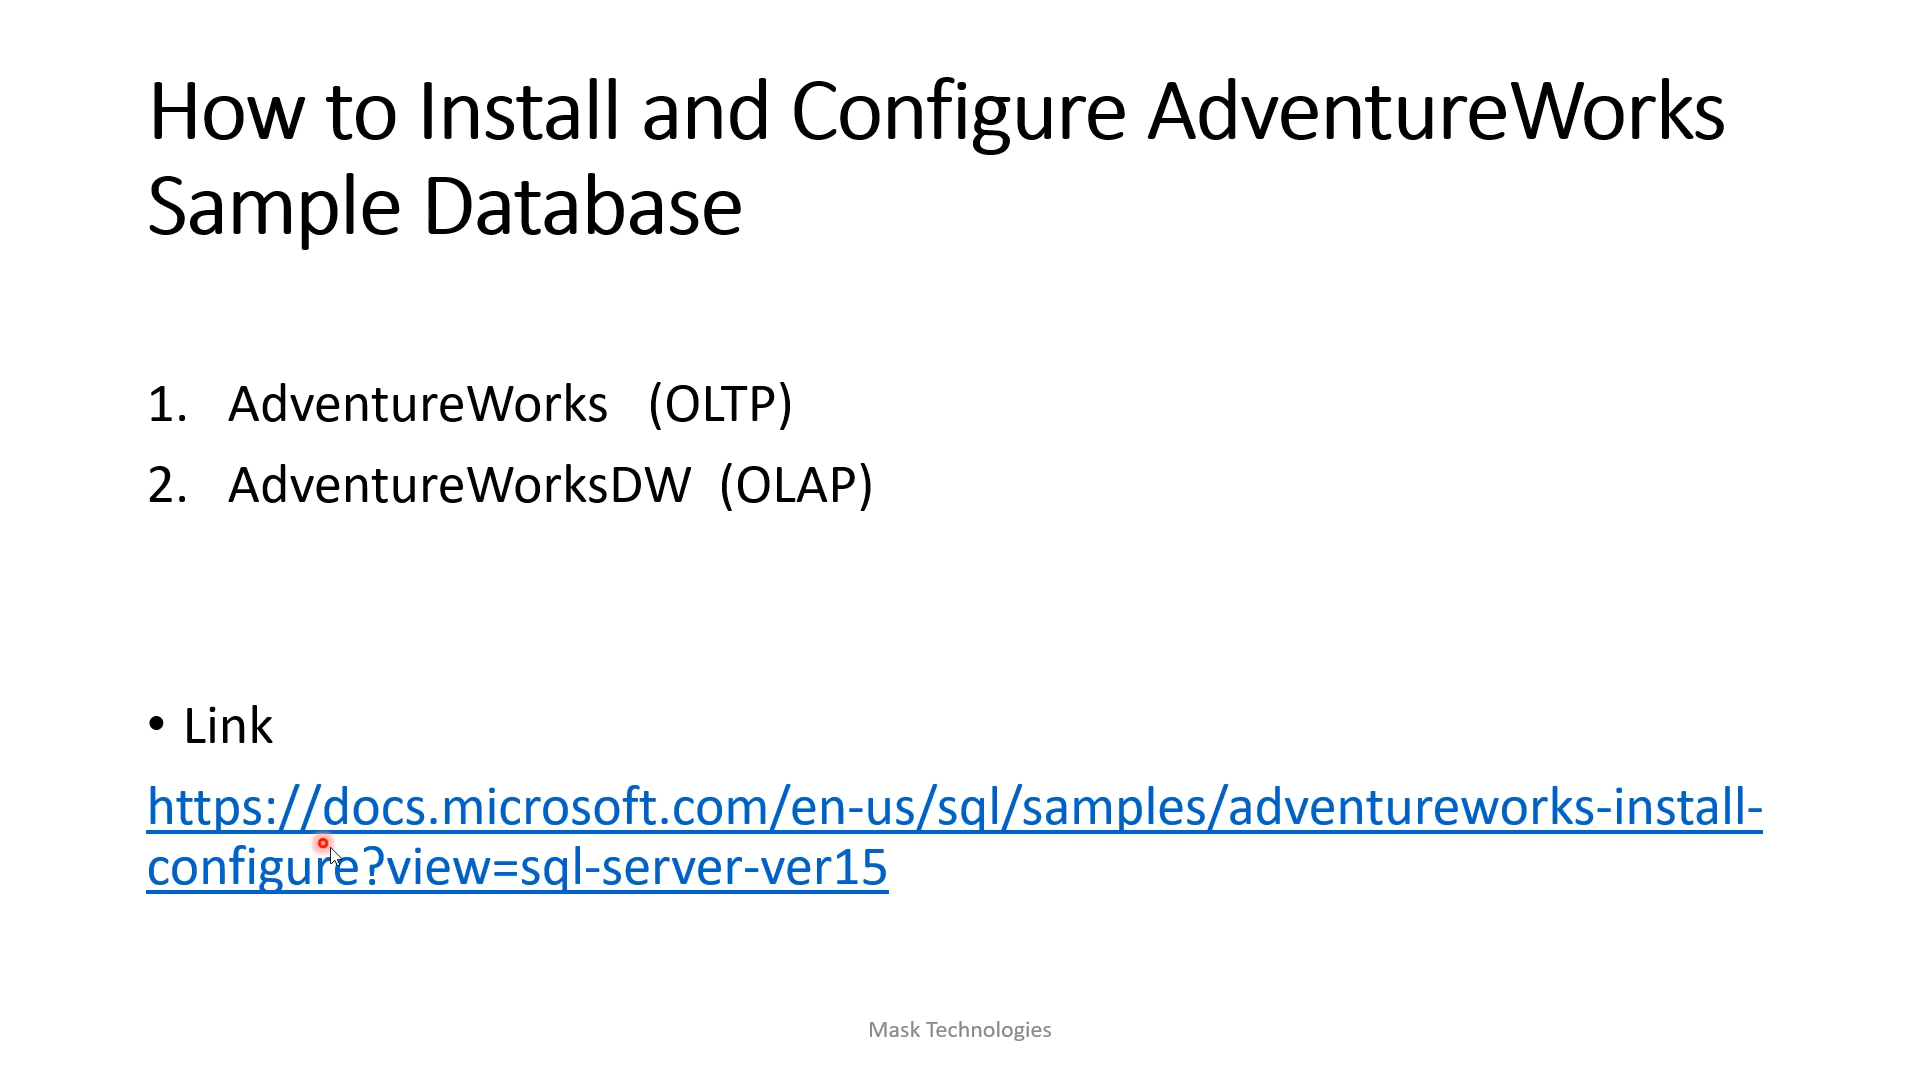 How to Install and Configure AdventureWorks
Sample Database
1. AdventureWorks (OLTP)
2. AdventureWorksDW (OLAP)
• Link
https://docs.microsoft.com/en-us/sql/samples/adventureworks-install-
configure?view=sql-server-ver15
Mask Technologies